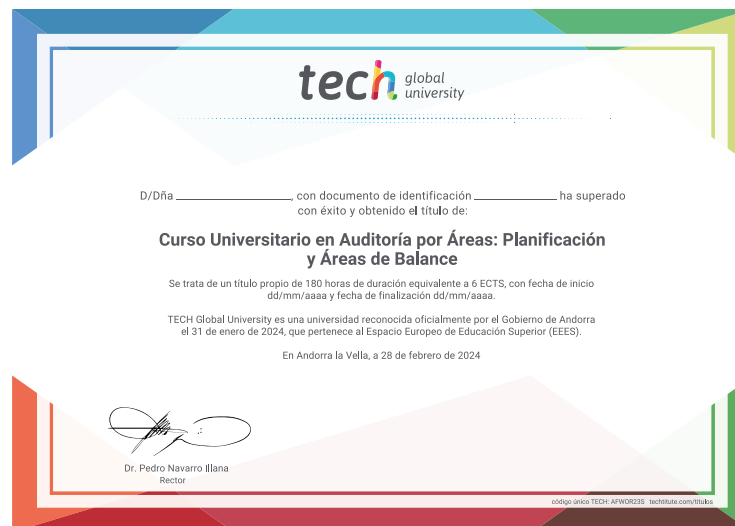 tech global university
D/Dña ____________________, con documento de identificación ______________ ha superado
con éxito y obtenido el título de:
Curso Universitario en Auditoría por Áreas: Planificación
y Áreas de Balance
Se trata de un título propio de 180 horas de duración equivalente a 6 ECTS, con fecha de inicio
dd/mm/aaaa y fecha de finalización dd/mm/aaaa.
TECH Global University es una universidad reconocida oficialmente por el Gobierno de Andorra
el 31 de enero de 2024, que pertenece al Espacio Europeo de Educación Superior (EEES).
En Andorra la Vella, a 28 de febrero de 2024
Dr. Pedro Navarro Illana
Rector
código único TECH: AFWOR23S techtitute.com/titulos